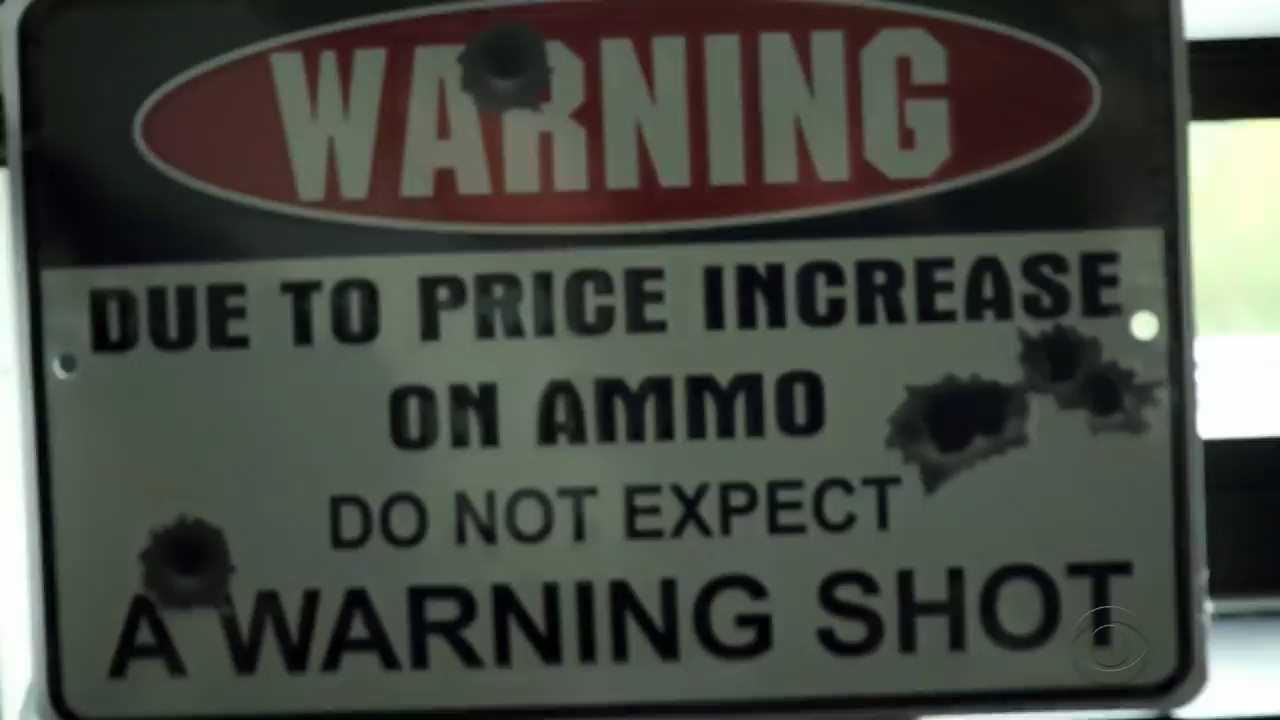 WARNING
DUE TO PRICE INCREASE
ON AMMO
DO NOT EXPECT
A WARNING SHOT